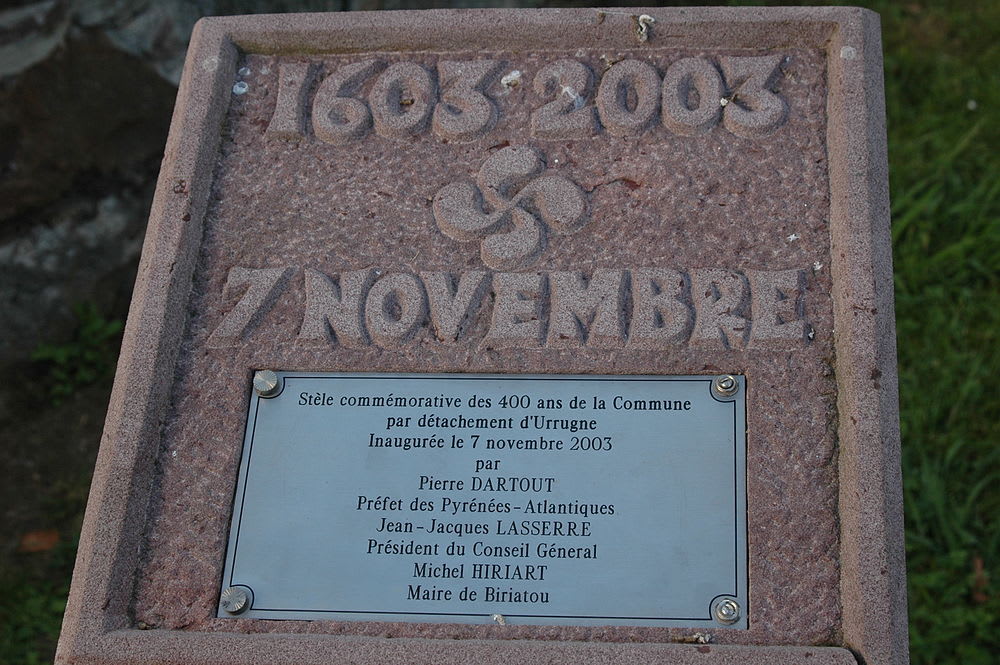 1603 2003
7 NOVEMBRE
Stèle commémorative des 400 ans de la Commune
par détachement d'Urrugne
Inaugurée le 7 novembre 2003
par
Pierre DARTOUT
Préfet des Pyrénées-Atlantiques
Jean-Jacques LASSERRE
Président du Conseil Géneral
Michel HIRIART
Maire de Biriatou